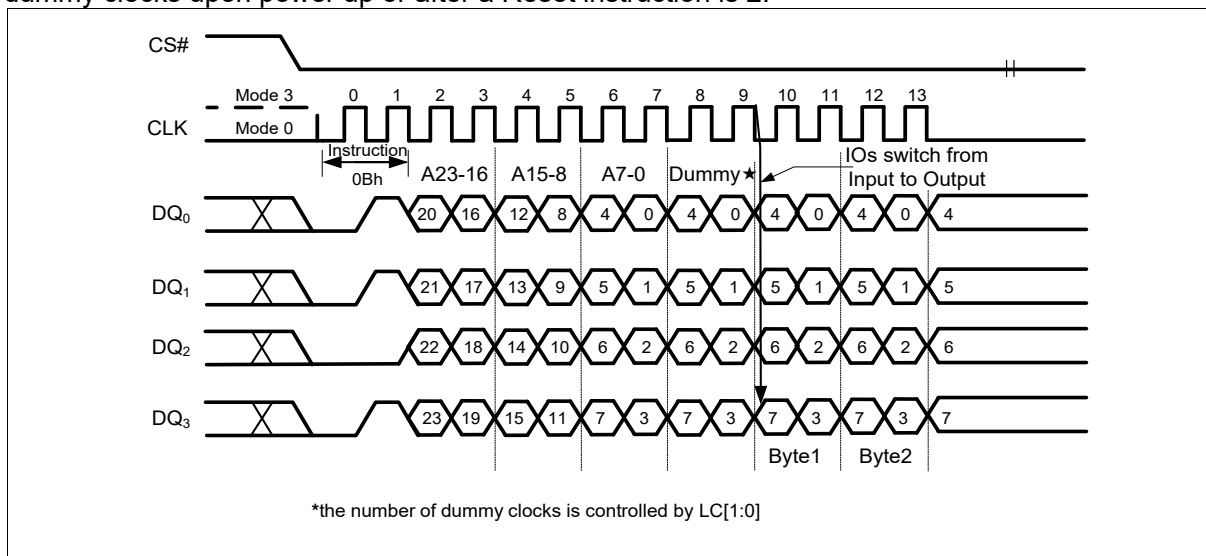 dummy clocks upon power up or after a Reset instruction is 2.
CS#
Mode 3 0 1 2 3 4 5 6 7 8 9 10 11 12 13
CLK Mode 0
Instruction
0Bh
A23-16 A15-8 A7-0 Dummy★
IOs switch from
Input to Output
DQ0 20 16 12 8 4 0 4 0 4 0 4 0 4
DQ1 21 17 13 9 5 1 5 1 5 1 5 1 5
DQ2 22 18 14 10 6 2 6 2 6 2 6 2 6
DQ3 23 19 15 11 7 3 7 3 7 3 7 3 7
Byte1 Byte2
*the number of dummy clocks is controlled by LC[1:0]